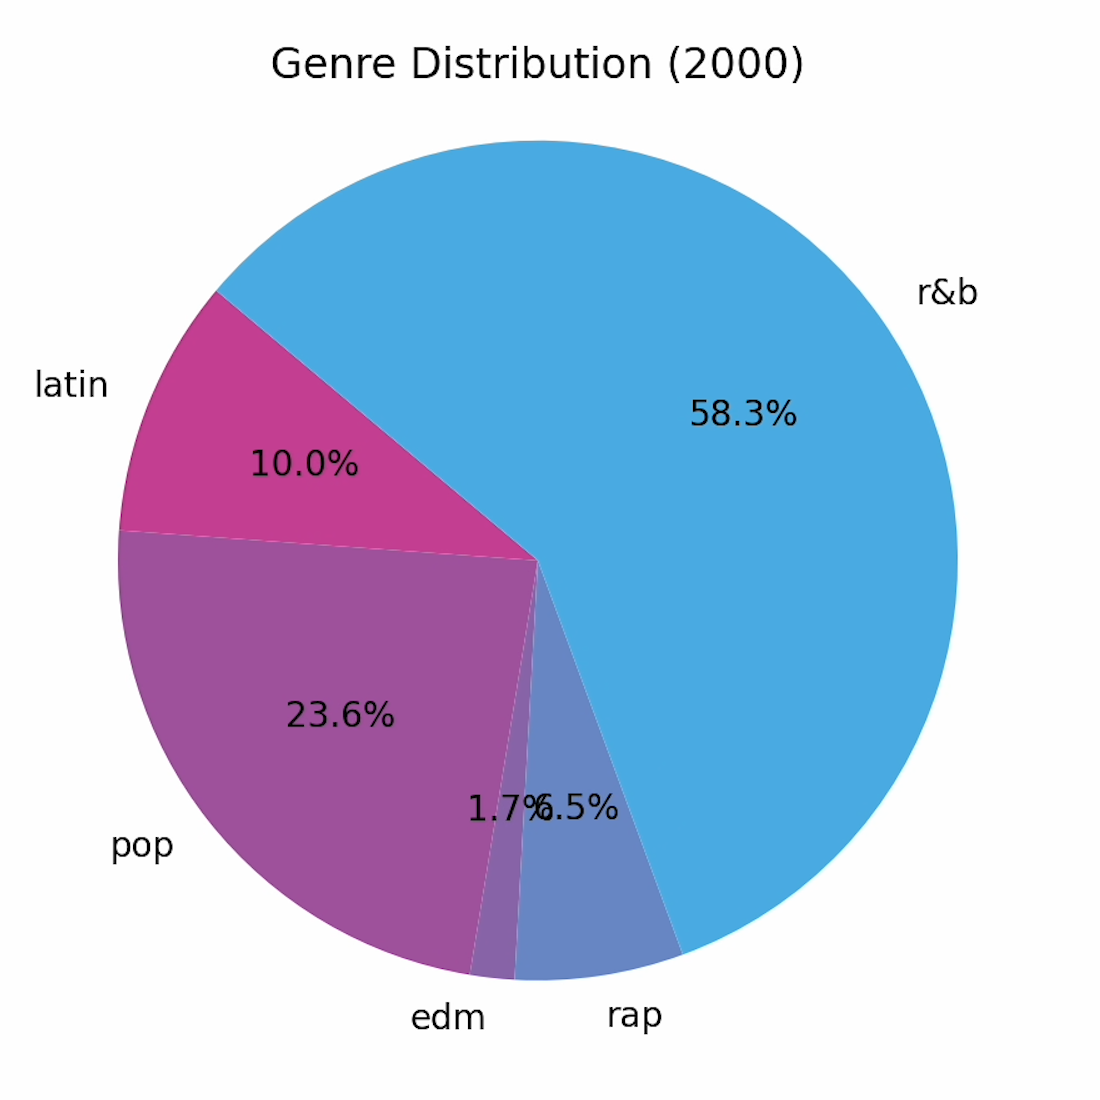 Genre Distribution (2000)
r&b
58.3%
latin
10.0%
23.6%
1.7%
6.5%
pop
edm
rap